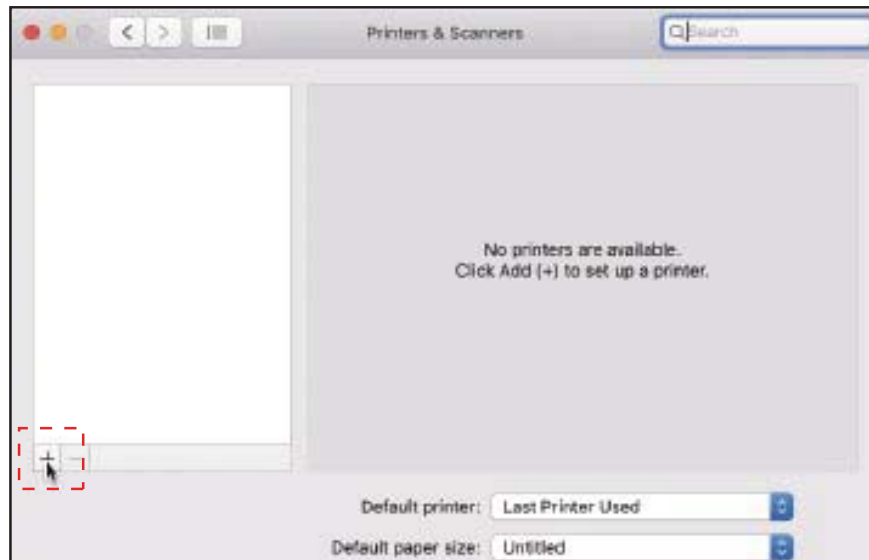 Printers & Scanners
Search
No printers are available.
Click Add (+) to set up a printer.
+ −
Default printer: Last Printer Used
Default paper size: Untitled